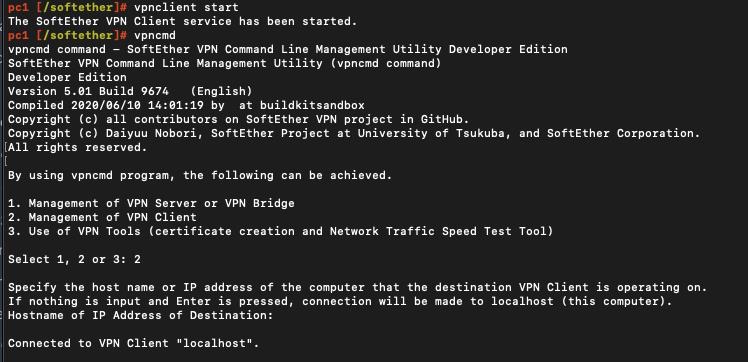 pc1 [/softether]# vpnclient start
The SoftEther VPN Client service has been started.
pc1 [/softether]# vpncmd
vpncmd command - SoftEther VPN Command Line Management Utility Developer Edition
SoftEther VPN Command Line Management Utility (vpncmd command)
Developer Edition
Version 5.01 Build 9674   (English)
Compiled 2020/06/10 14:01:19 by  at buildkitsandbox
Copyright (c) all contributors on SoftEther VPN project in GitHub.
Copyright (c) Daiyuu Nobori, SoftEther Project at University of Tsukuba, and SoftEther Corporation.
All rights reserved.
By using vpncmd program, the following can be achieved.
1. Management of VPN Server or VPN Bridge
2. Management of VPN Client
3. Use of VPN Tools (certificate creation and Network Traffic Speed Test Tool)
Select 1, 2 or 3: 2
Specify the host name or IP address of the computer that the destination VPN Client is operating on.
If nothing is input and Enter is pressed, connection will be made to localhost (this computer).
Hostname of IP Address of Destination:
Connected to VPN Client "localhost".